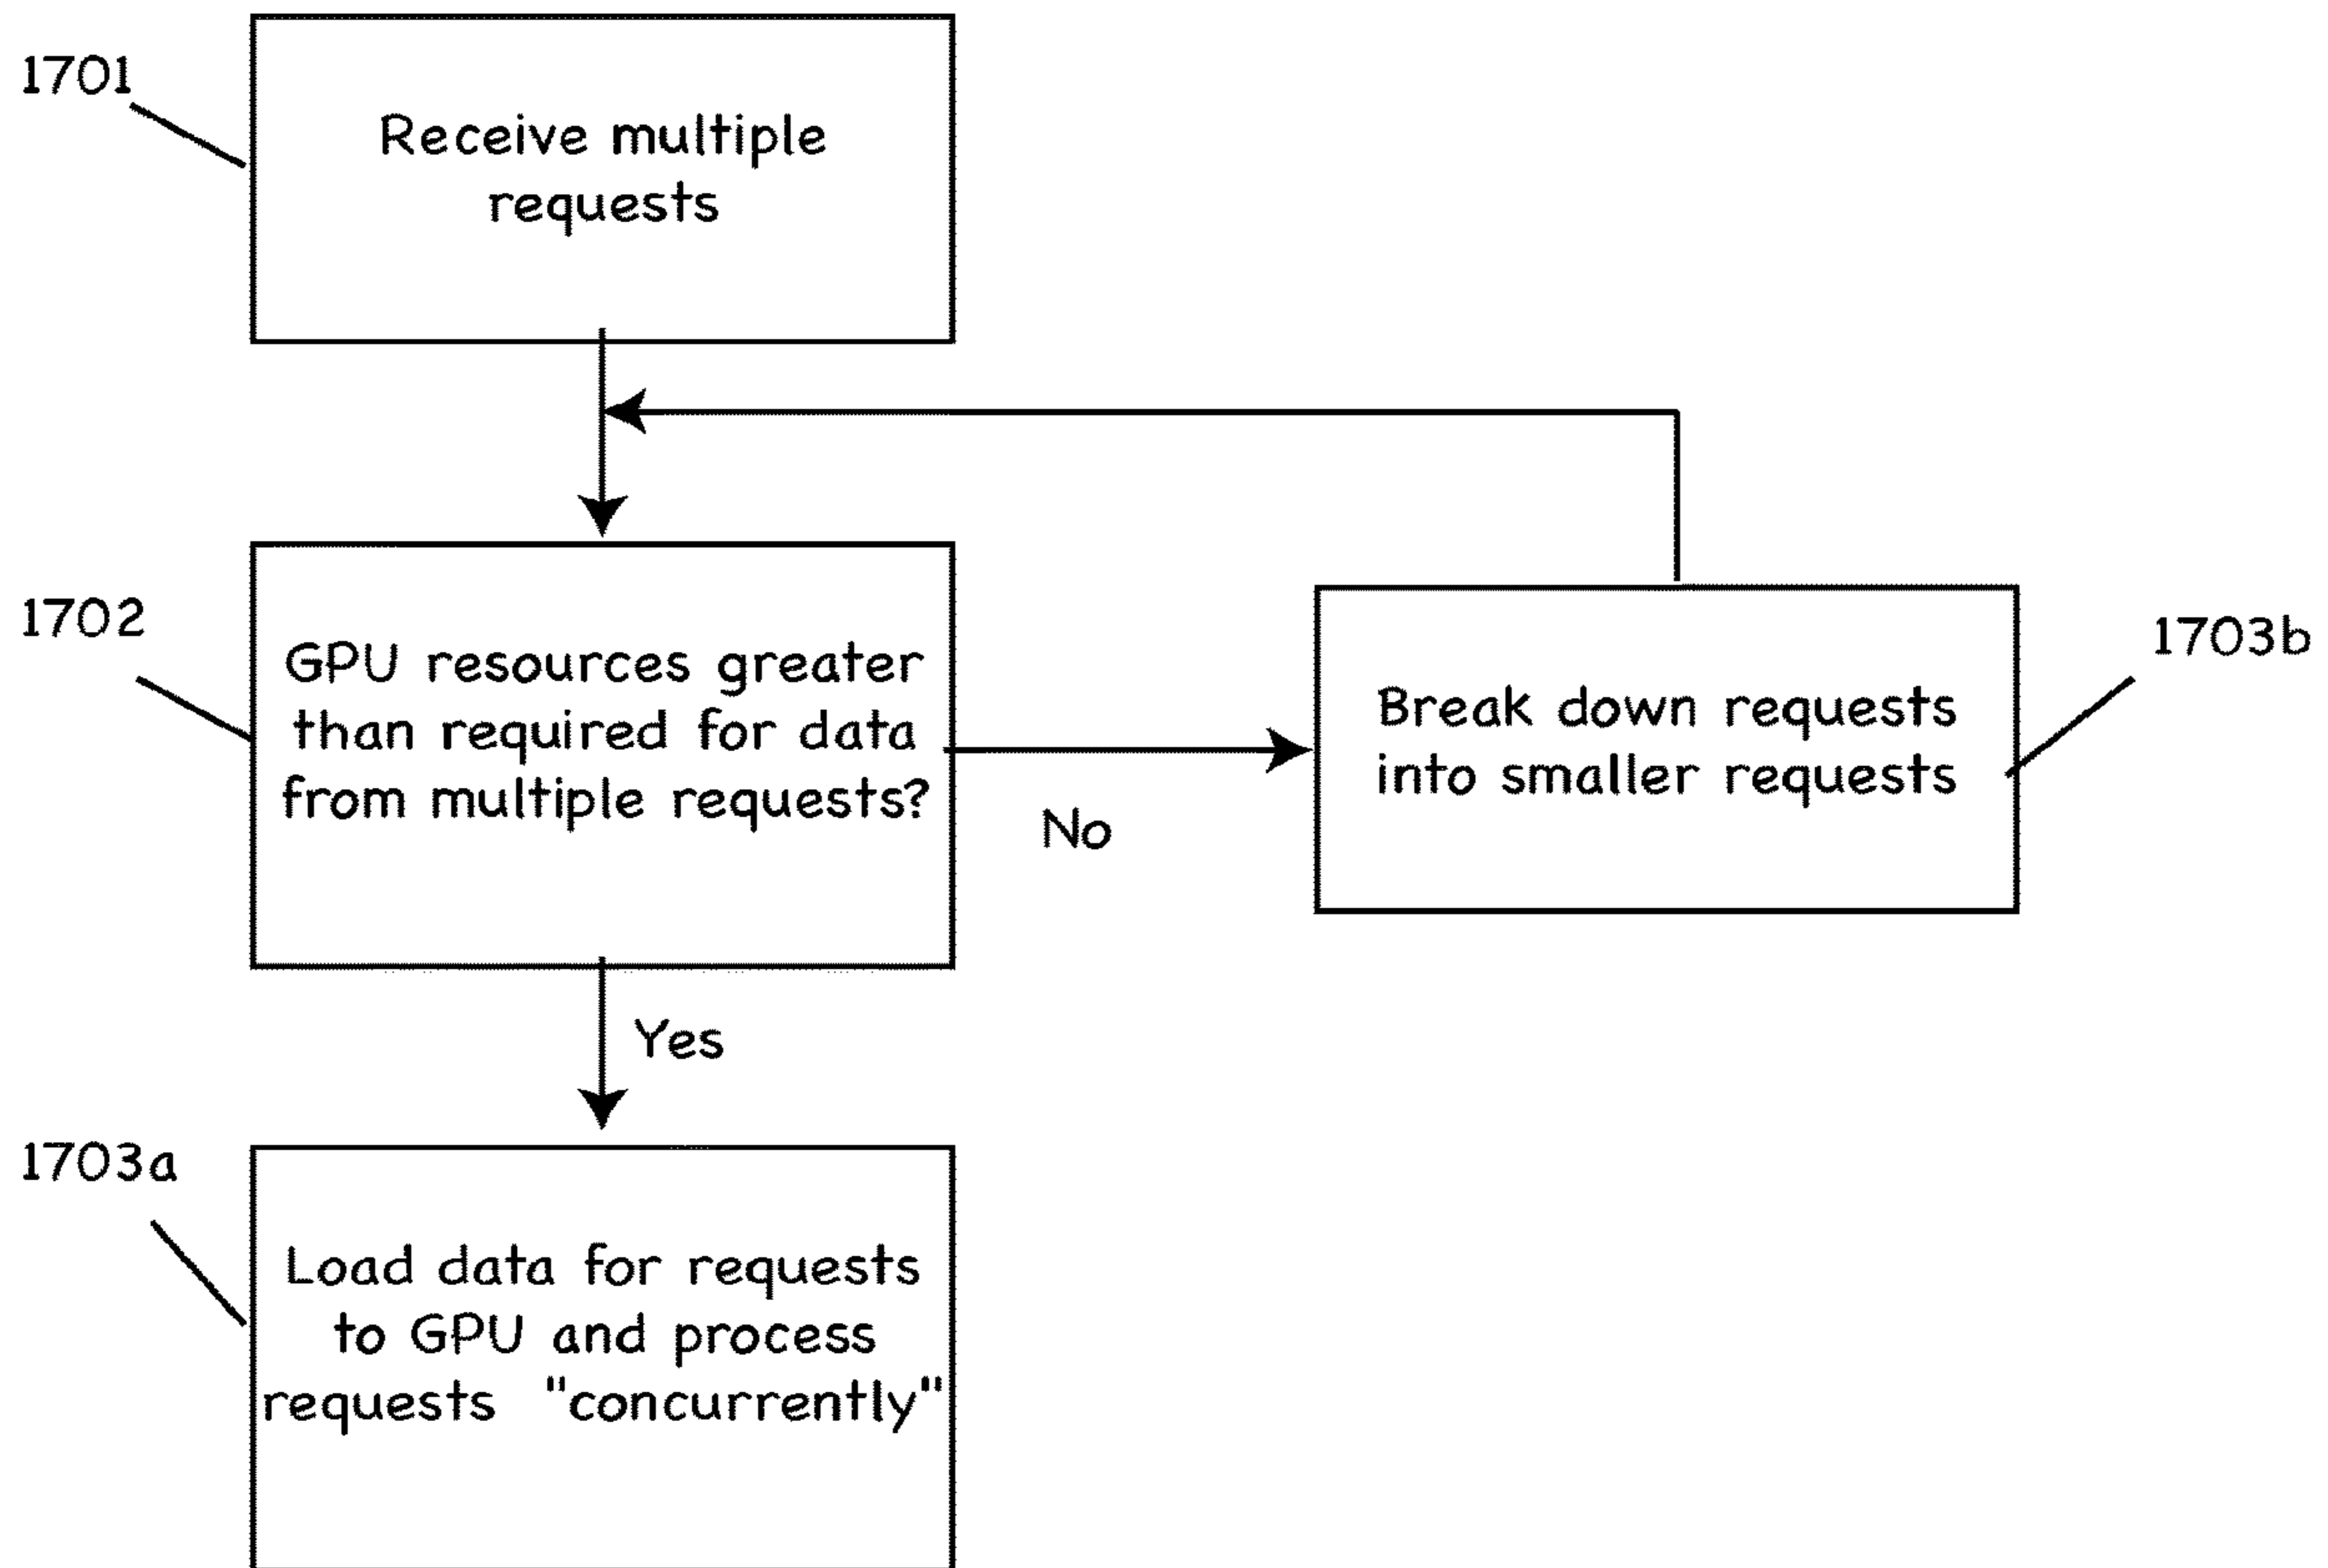 1701
Receive multiple
requests
1702
GPU resources greater
than required for data
from multiple requests?
No
1703b
Break down requests
into smaller requests
Yes
1703a
Load data for requests
to GPU and process
requests "concurrently"